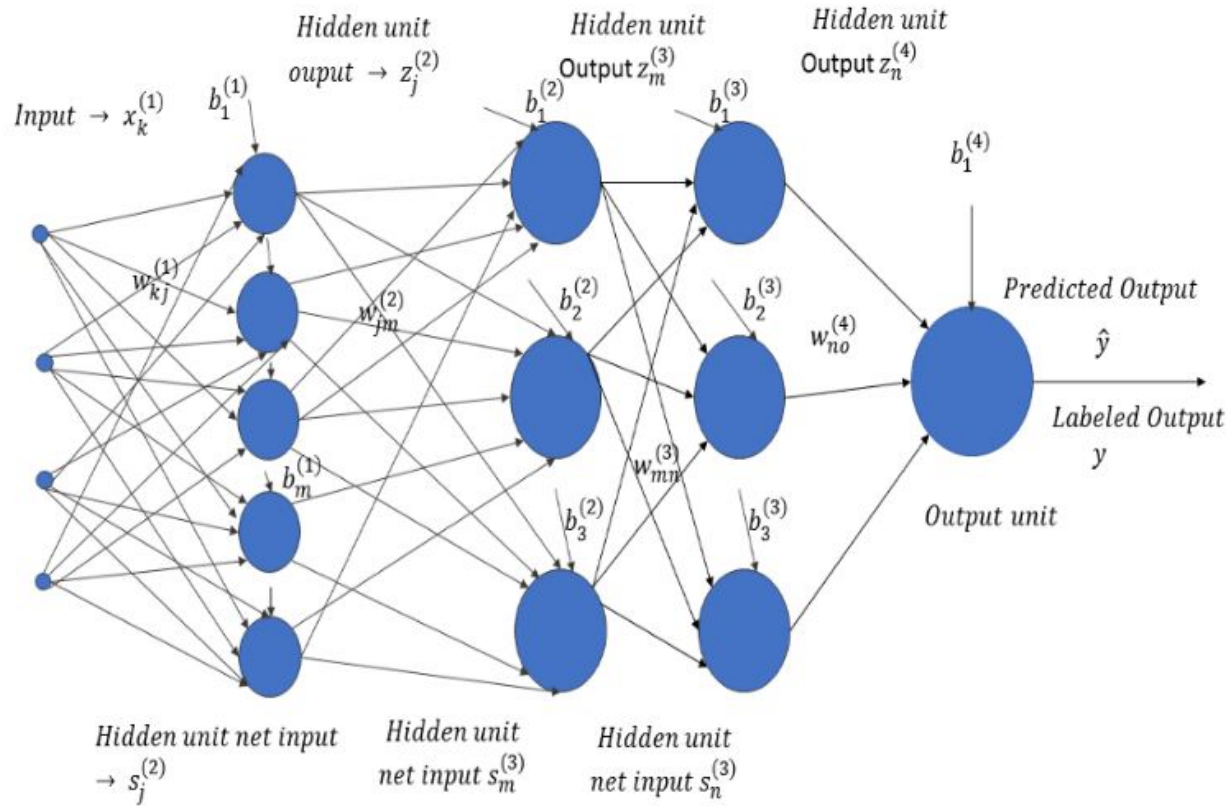 Hidden unit
ouput → z_j^(2)
Hidden unit
Output z_m^(3)
Hidden unit
Output z_n^(4)
Input → x_k^(1)
b_1^(1)
b_1^(2)
b_1^(3)
b_1^(4)
w_kj^(1)
w_jm^(2)
b_2^(2)
b_2^(3)
w_no^(4)
Predicted Output
ŷ
Labeled Output
y
b_m^(1)
w_mn^(3)
b_3^(2)
b_3^(3)
Output unit
Hidden unit net input
→ s_j^(2)
Hidden unit
net input s_m^(3)
Hidden unit
net input s_n^(3)